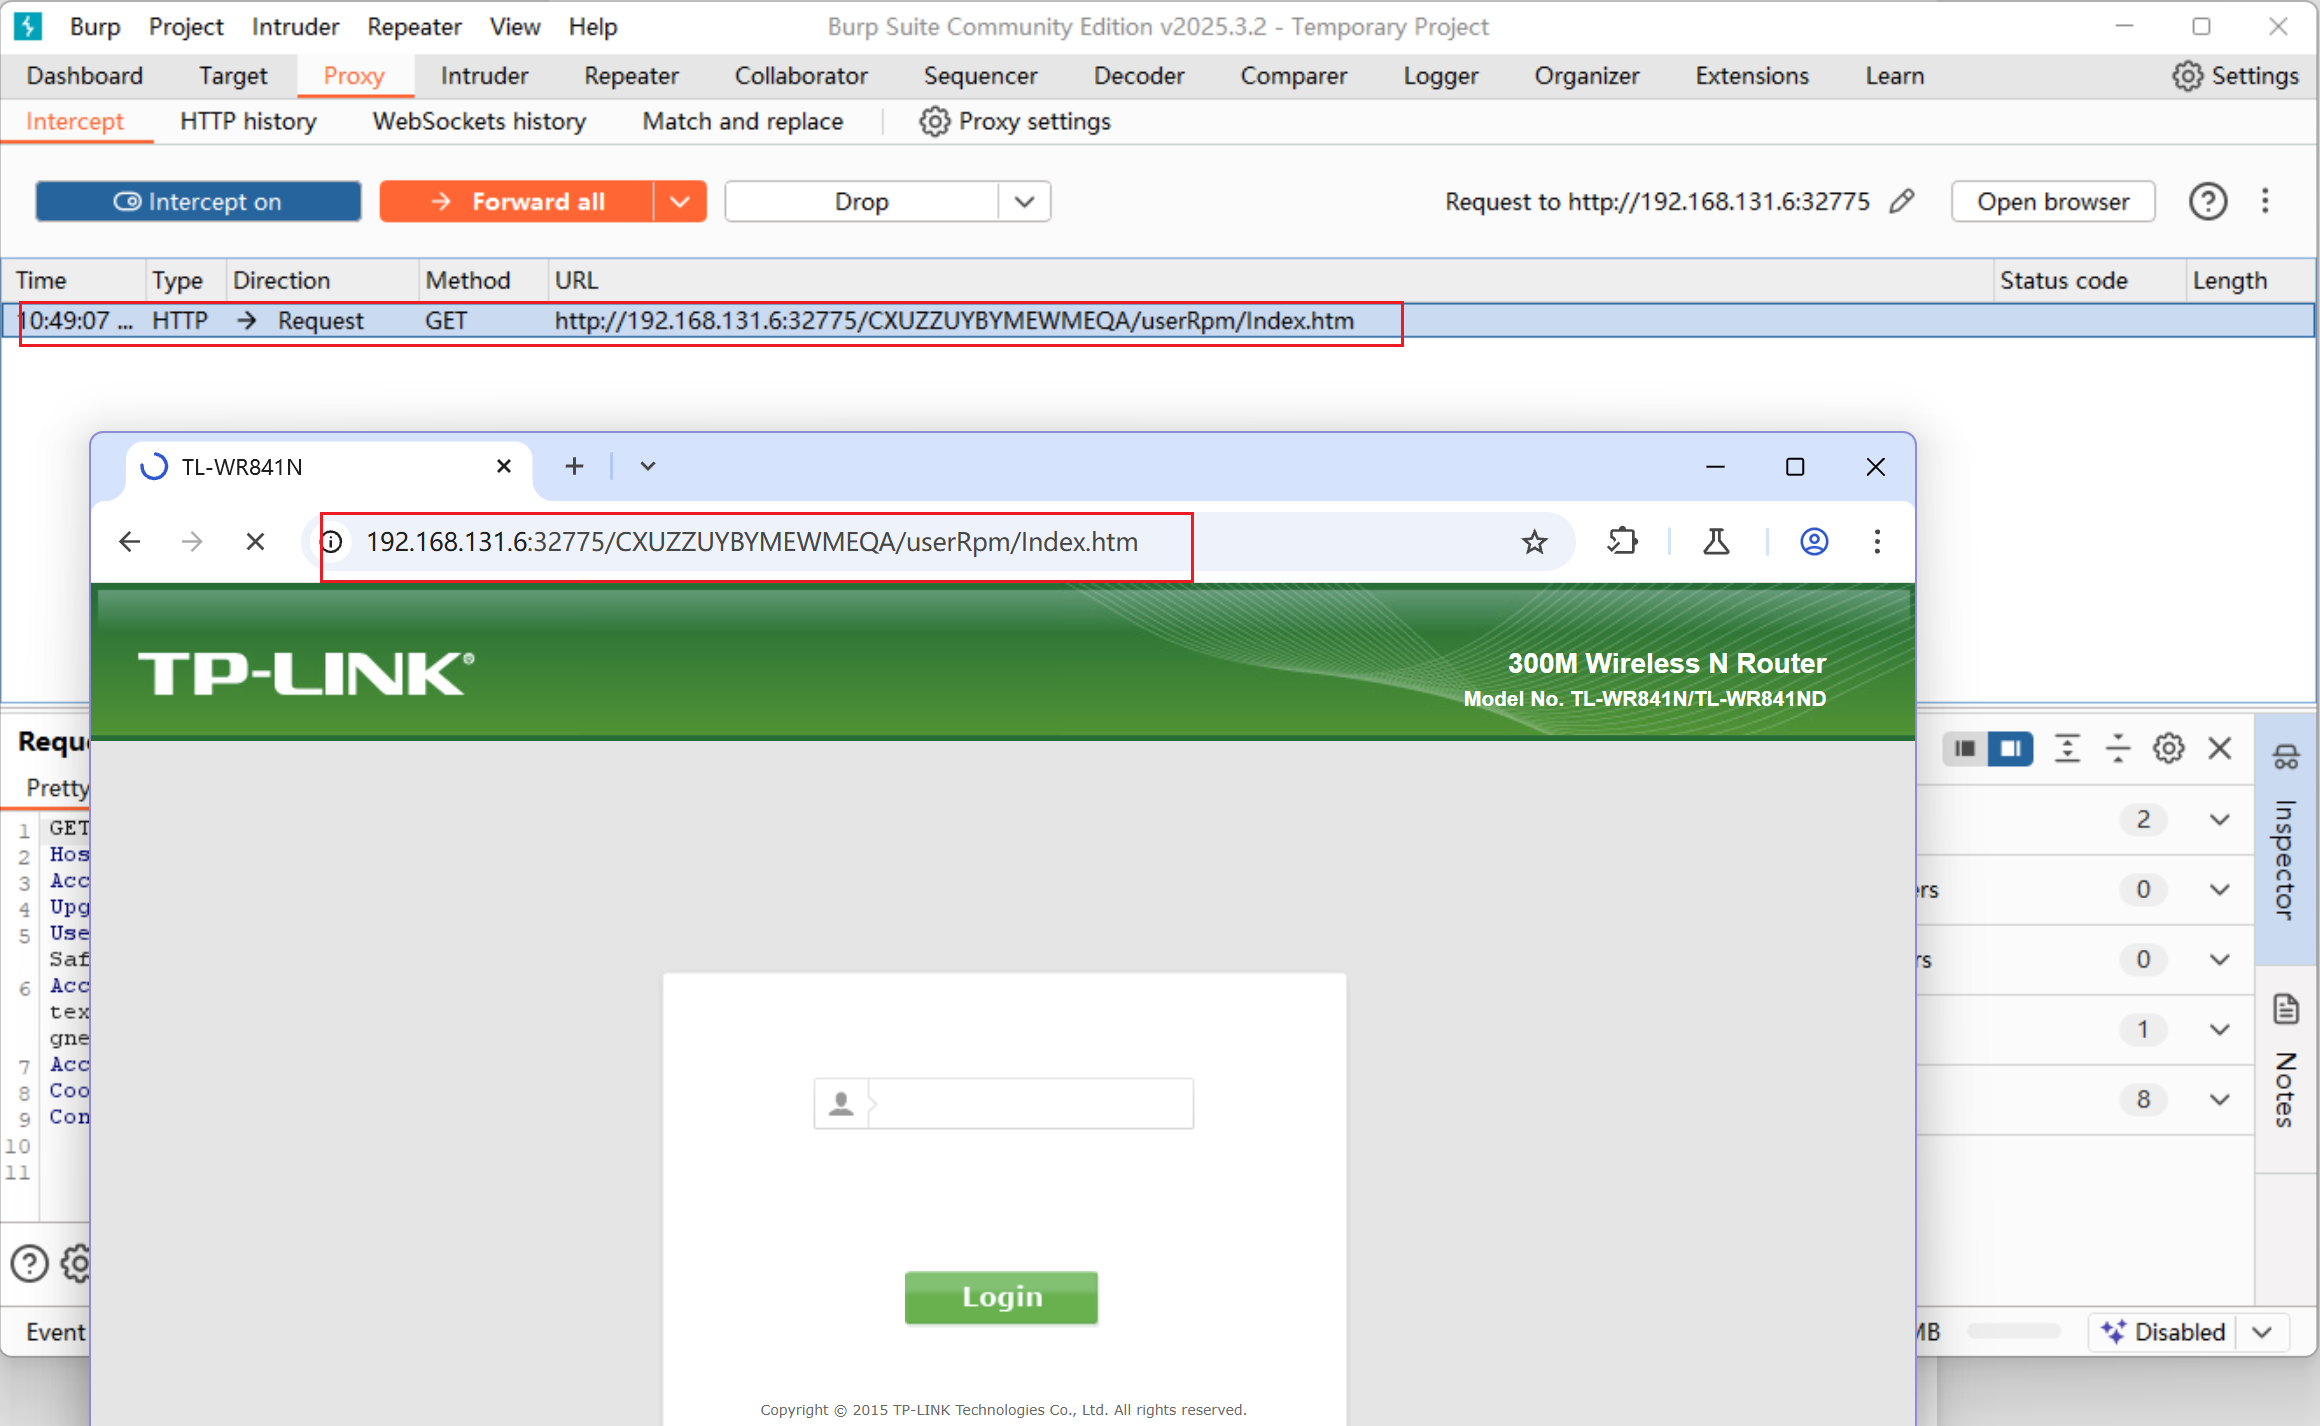 Burp Project Intruder Repeater View Help Burp Suite Community Edition v2025.3.2 - Temporary Project
Dashboard Target Proxy Intruder Repeater Collaborator Sequencer Decoder Comparer Logger Organizer Extensions Learn Settings
Intercept HTTP history WebSockets history Match and replace Proxy settings
Intercept on Forward all Drop Request to http://192.168.131.6:32775 Open browser
Time Type Direction Method URL Status code Length
10:49:07 ... HTTP → Request GET http://192.168.131.6:32775/CXUZZUYBYMEWMEQA/userRpm/Index.htm
TL-WR841N
192.168.131.6:32775/CXUZZUYBYMEWMEQA/userRpm/Index.htm
TP-LINK®
300M Wireless N Router
Model No. TL-WR841N/TL-WR841ND
Requ
Pretty
1 GET
2 Hos
3 Acc
4 Upg
5 Use
Saf
6 Acc
tex
gne
7 Acc
8 Coo
9 Con
10
11
2
ers 0
rs 0
1
8
Inspector
Notes
Login
Event
MB Disabled
Copyright © 2015 TP-LINK Technologies Co., Ltd. All rights reserved.